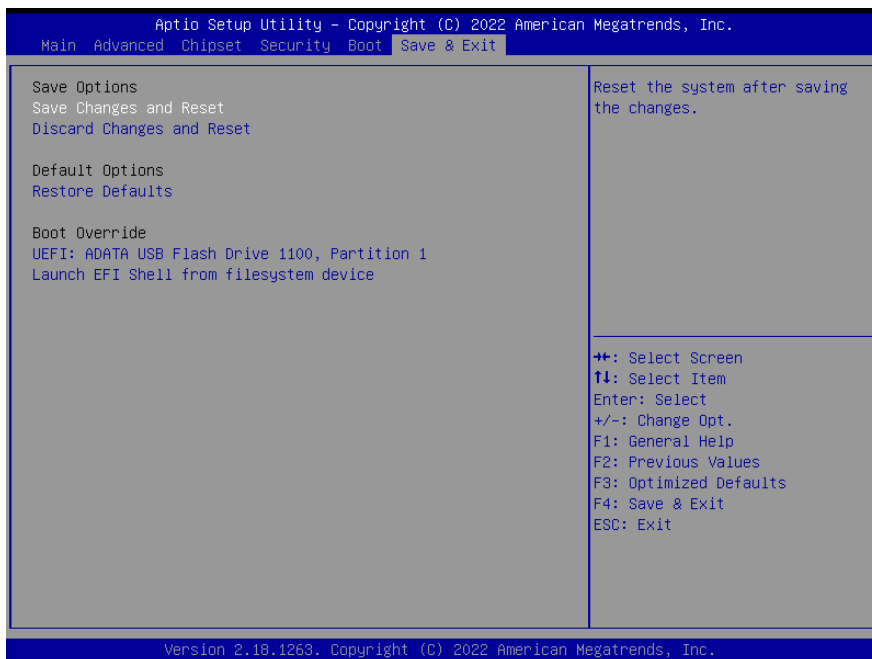 Aptio Setup Utility – Copyright (C) 2022 American Megatrends, Inc.
Main Advanced Chipset Security Boot Save & Exit
Save Options
Save Changes and Reset
Discard Changes and Reset
Default Options
Restore Defaults
Boot Override
UEFI: ADATA USB Flash Drive 1100, Partition 1
Launch EFI Shell from filesystem device
Reset the system after saving
the changes.
→←: Select Screen
↑↓: Select Item
Enter: Select
+/-: Change Opt.
F1: General Help
F2: Previous Values
F3: Optimized Defaults
F4: Save & Exit
ESC: Exit
Version 2.18.1263. Copyright (C) 2022 American Megatrends, Inc.